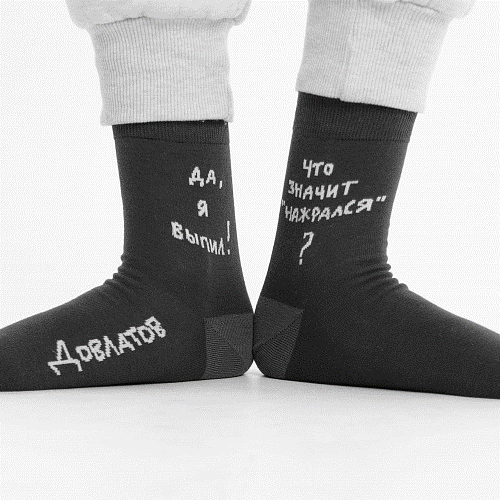 Да,
я
выпил!
Довлатов
Что
значит
"нажрался"
?